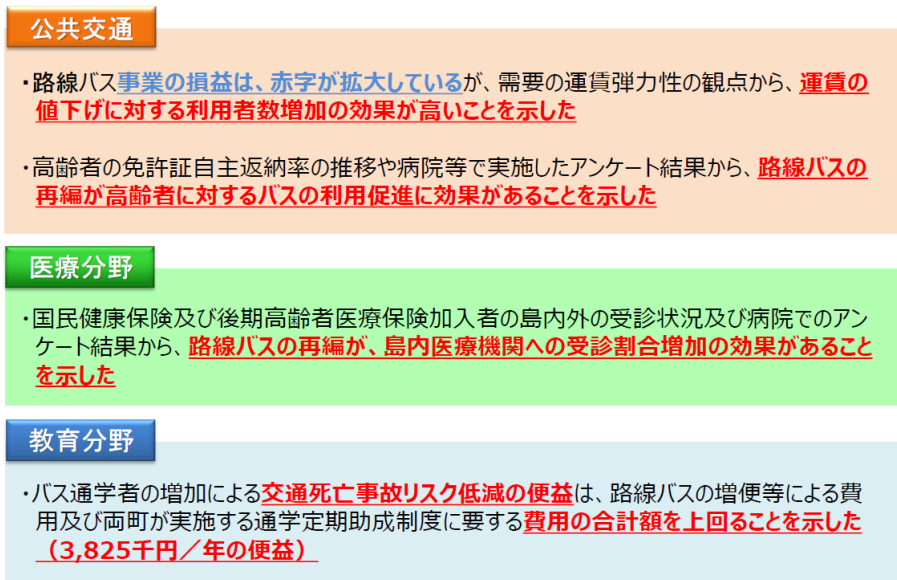 公共交通
・路線バス事業の損益は、赤字が拡大しているが、需要の運賃弾力性の観点から、運賃の
値下げに対する利用者数増加の効果が高いことを示した
・高齢者の免許証自主返納率の推移や病院等で実施したアンケート結果から、路線バスの
再編が高齢者に対するバスの利用促進に効果があることを示した
医療分野
・国民健康保険及び後期高齢者医療保険加入者の島内外の受診状況及び病院でのアン
ケート結果から、路線バスの再編が、島内医療機関への受診割合増加の効果があること
を示した
教育分野
・バス通学者の増加による交通死亡事故リスク低減の便益は、路線バスの増便等による費
用及び両町が実施する通学定期助成制度に要する費用の合計額を上回ることを示した
（3,825千円／年の便益）